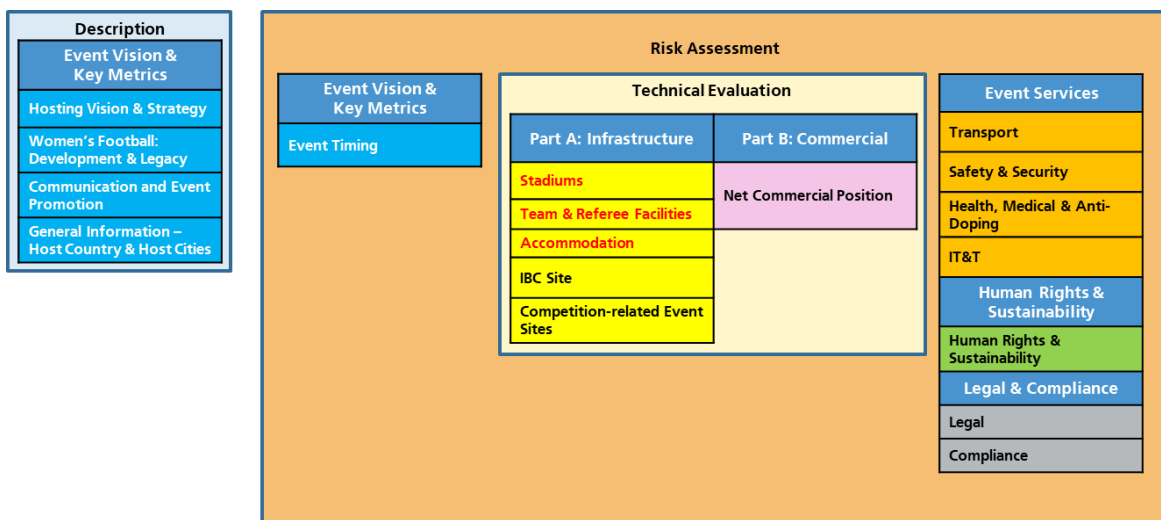 Description
Event Vision &
Key Metrics
Hosting Vision & Strategy
Women's Football:
Development & Legacy
Communication and Event
Promotion
General Information –
Host Country & Host Cities
Risk Assessment
Event Vision &
Key Metrics
Event Timing
Technical Evaluation
Part A: Infrastructure
Stadiums
Team & Referee Facilities
Accommodation
IBC Site
Competition-related Event
Sites
Part B: Commercial
Net Commercial Position
Event Services
Transport
Safety & Security
Health, Medical & Anti-
Doping
IT&T
Human Rights &
Sustainability
Human Rights &
Sustainability
Legal & Compliance
Legal
Compliance